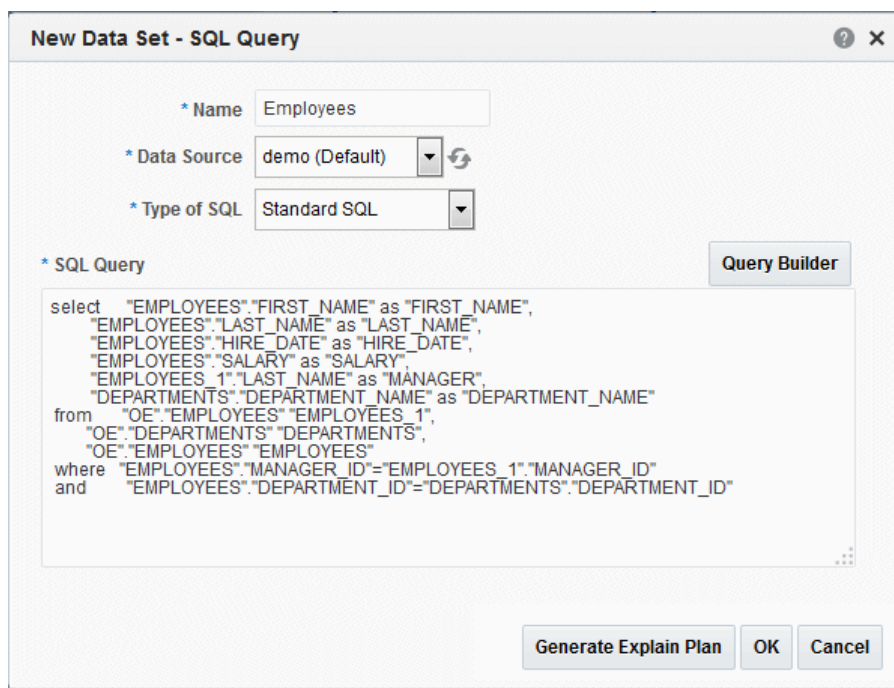 New Data Set - SQL Query
* Name Employees
* Data Source demo (Default)
* Type of SQL Standard SQL
* SQL Query Query Builder
select "EMPLOYEES"."FIRST_NAME" as "FIRST_NAME",
"EMPLOYEES"."LAST_NAME" as "LAST_NAME",
"EMPLOYEES"."HIRE_DATE" as "HIRE_DATE",
"EMPLOYEES"."SALARY" as "SALARY",
"EMPLOYEES_1"."LAST_NAME" as "MANAGER",
"DEPARTMENTS"."DEPARTMENT_NAME" as "DEPARTMENT_NAME"
from "OE"."EMPLOYEES" "EMPLOYEES_1",
"OE"."DEPARTMENTS" "DEPARTMENTS",
"OE"."EMPLOYEES" "EMPLOYEES"
where "EMPLOYEES"."MANAGER_ID"="EMPLOYEES_1"."MANAGER_ID"
and "EMPLOYEES"."DEPARTMENT_ID"="DEPARTMENTS"."DEPARTMENT_ID"
Generate Explain Plan OK Cancel